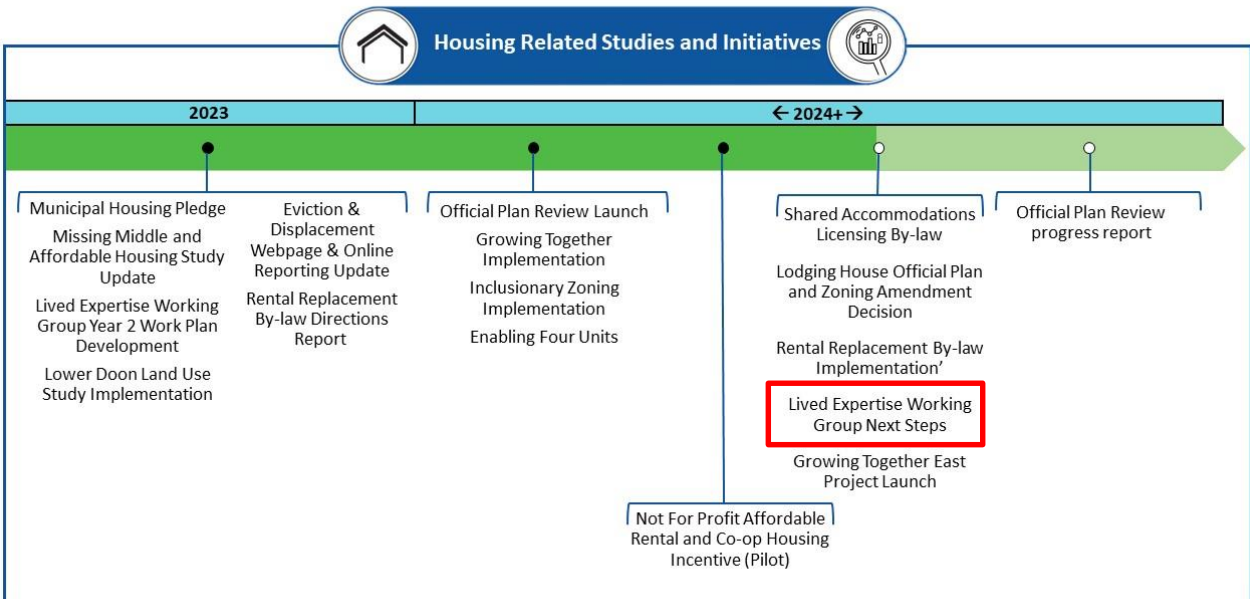 Housing Related Studies and Initiatives
2023
← 2024+ →
Municipal Housing Pledge
Missing Middle and
Affordable Housing Study
Update
Lived Expertise Working
Group Year 2 Work Plan
Development
Lower Doon Land Use
Study Implementation
Eviction &
Displacement
Webpage & Online
Reporting Update
Rental Replacement
By-law Directions
Report
Official Plan Review Launch
Growing Together
Implementation
Inclusionary Zoning
Implementation
Enabling Four Units
Not For Profit Affordable
Rental and Co-op Housing
Incentive (Pilot)
Shared Accommodations
Licensing By-law
Lodging House Official Plan
and Zoning Amendment
Decision
Rental Replacement By-law
Implementation’
Lived Expertise Working
Group Next Steps
Growing Together East
Project Launch
Official Plan Review
progress report